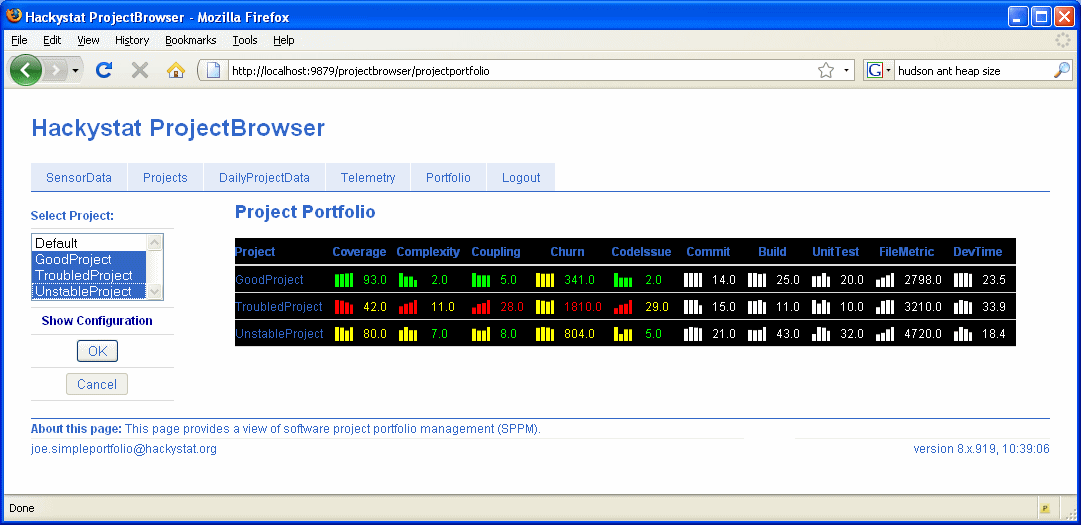 Hackystat ProjectBrowser - Mozilla Firefox
File Edit View History Bookmarks Tools Help
http://localhost:9879/projectbrowser/projectportfolio G hudson ant heap size
Hackystat ProjectBrowser
SensorData Projects DailyProjectData Telemetry Portfolio Logout
Select Project:
Default
GoodProject
TroubledProject
UnstableProject
Show Configuration
OK
Cancel
Project Portfolio
Project Coverage Complexity Coupling Churn CodeIssue Commit Build UnitTest FileMetric DevTime
GoodProject 93.0 2.0 5.0 341.0 2.0 14.0 25.0 20.0 2798.0 23.5
TroubledProject 42.0 11.0 28.0 1810.0 29.0 15.0 11.0 10.0 3210.0 33.9
UnstableProject 80.0 7.0 8.0 804.0 5.0 21.0 43.0 32.0 4720.0 18.4
About this page: This page provides a view of software project portfolio management (SPPM).
joe.simpleportfolio@hackystat.org version 8.x.919, 10:39:06
Done P